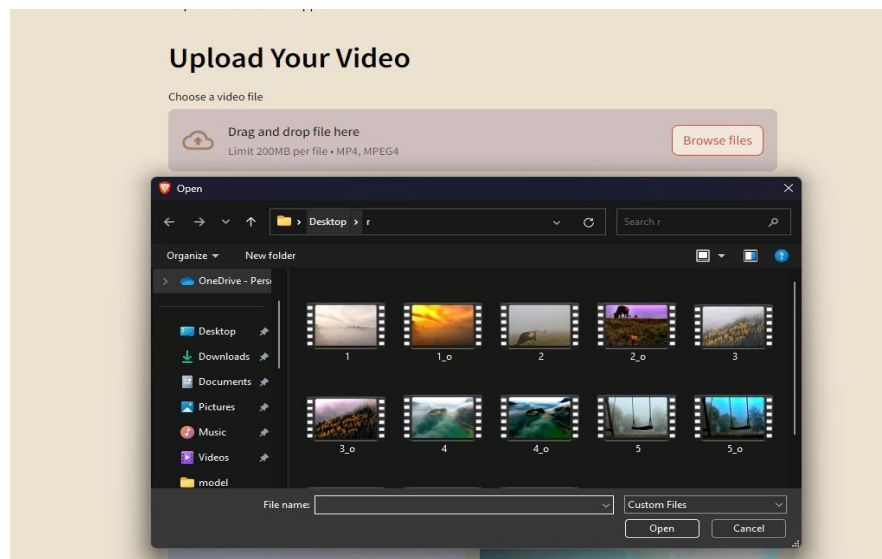 Upload Your Video
Choose a video file
Drag and drop file here
Limit 200MB per file • MP4, MPEG4
Browse files
Open
Desktop > r
Search r
Organize
New folder
OneDrive - Pers
Desktop
Downloads
Documents
Pictures
Music
Videos
model
1
1_o
2
2_o
3
3_o
4
4_o
5
5_o
File name:
Custom Files
Open
Cancel